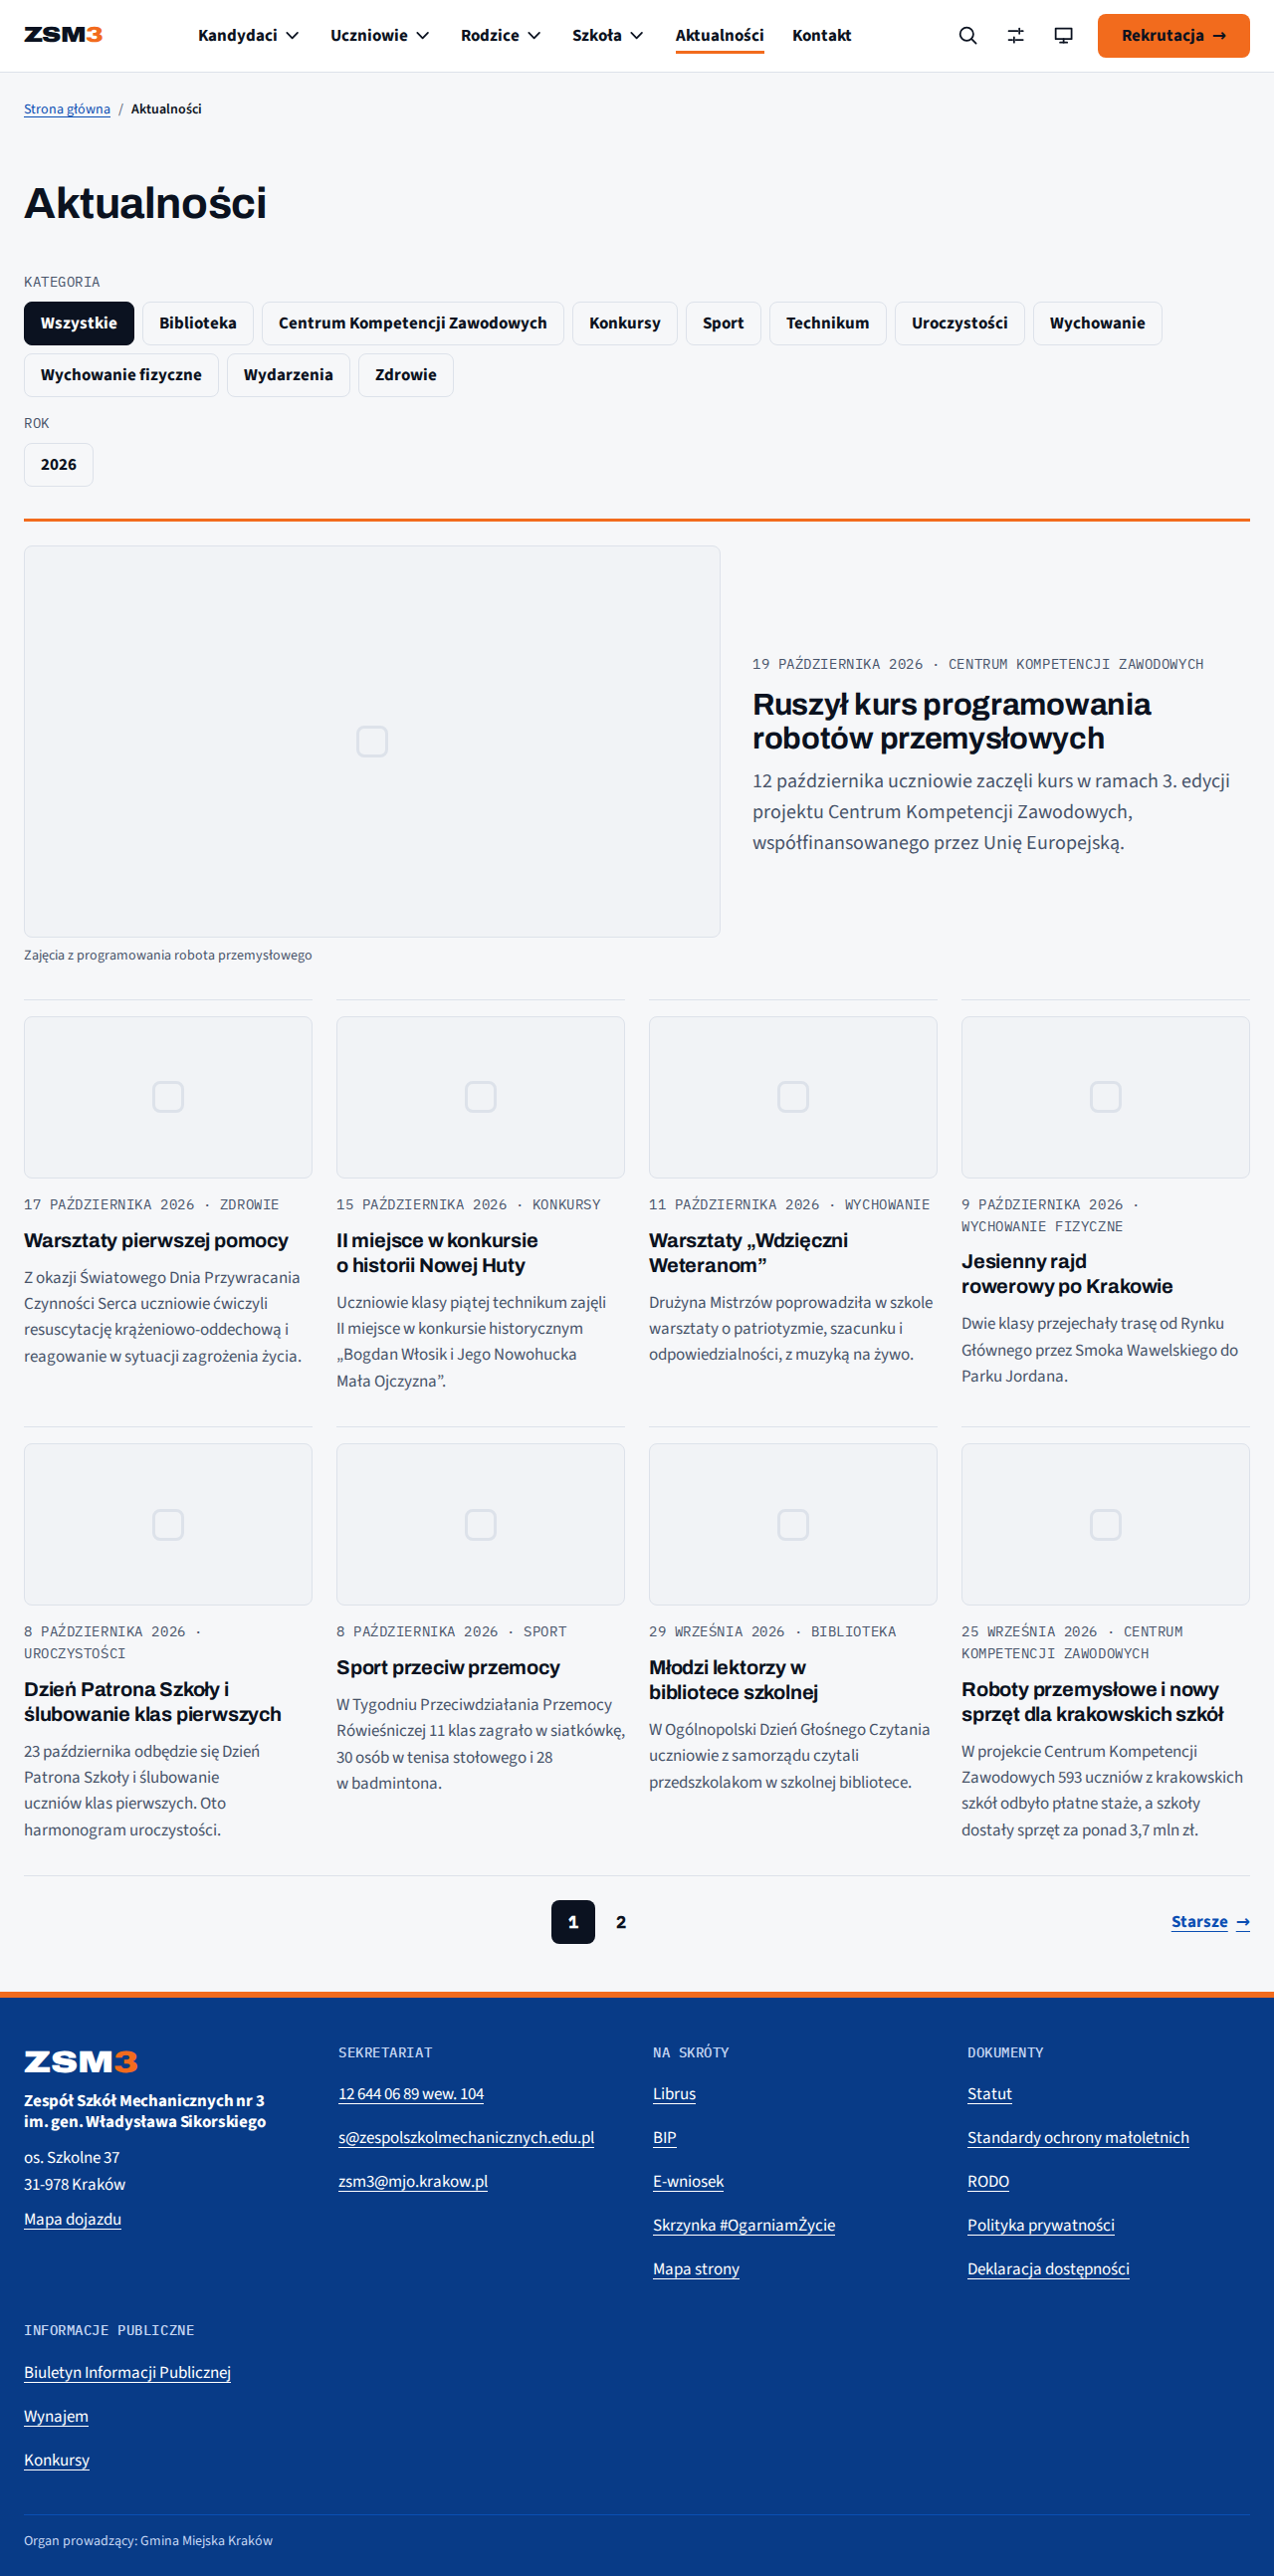 ZSM3
Kandydaci
Uczniowie
Rodzice
Szkoła
Aktualności
Kontakt
Rekrutacja →
Strona główna / Aktualności
Aktualności
KATEGORIA
Wszystkie
Biblioteka
Centrum Kompetencji Zawodowych
Konkursy
Sport
Technikum
Uroczystości
Wychowanie
Wychowanie fizyczne
Wydarzenia
Zdrowie
ROK
2026
19 PAŹDZIERNIKA 2026 · CENTRUM KOMPETENCJI ZAWODOWYCH
Ruszył kurs programowania
robotów przemysłowych
12 października uczniowie zaczęli kurs w ramach 3. edycji
projektu Centrum Kompetencji Zawodowych,
współfinansowanego przez Unię Europejską.
Zajęcia z programowania robota przemysłowego
17 PAŹDZIERNIKA 2026 · ZDROWIE
Warsztaty pierwszej pomocy
Z okazji Światowego Dnia Przywracania
Czynności Serca uczniowie ćwiczyli
resuscytację krążeniowo-oddechową i
reagowanie w sytuacji zagrożenia życia.
15 PAŹDZIERNIKA 2026 · KONKURSY
II miejsce w konkursie
o historii Nowej Huty
Uczniowie klasy piątej technikum zajęli
II miejsce w konkursie historycznym
„Bogdan Włosik i Jego Nowohucka
Mała Ojczyzna”.
11 PAŹDZIERNIKA 2026 · WYCHOWANIE
Warsztaty „Wdzięczni
Weteranom”
Drużyna Mistrzów poprowadziła w szkole
warsztaty o patriotyzmie, szacunku i
odpowiedzialności, z muzyką na żywo.
9 PAŹDZIERNIKA 2026 ·
WYCHOWANIE FIZYCZNE
Jesienny rajd
rowerowy po Krakowie
Dwie klasy przejechały trasę od Rynku
Głównego przez Smoka Wawelskiego do
Parku Jordana.
8 PAŹDZIERNIKA 2026 ·
UROCZYSTOŚCI
Dzień Patrona Szkoły i
ślubowanie klas pierwszych
23 października odbędzie się Dzień
Patrona Szkoły i ślubowanie
uczniów klas pierwszych. Oto
harmonogram uroczystości.
8 PAŹDZIERNIKA 2026 · SPORT
Sport przeciw przemocy
W Tygodniu Przeciwdziałania Przemocy
Rówieśniczej 11 klas zagrało w siatkówkę,
30 osób w tenisa stołowego i 28
w badmintona.
29 WRZEŚNIA 2026 · BIBLIOTEKA
Młodzi lektorzy w
bibliotece szkolnej
W Ogólnopolski Dzień Głośnego Czytania
uczniowie z samorządu czytali
przedszkolakom w szkolnej bibliotece.
25 WRZEŚNIA 2026 · CENTRUM
KOMPETENCJI ZAWODOWYCH
Roboty przemysłowe i nowy
sprzęt dla krakowskich szkół
W projekcie Centrum Kompetencji
Zawodowych 593 uczniów z krakowskich
szkół odbyło płatne staże, a szkoły
dostały sprzęt za ponad 3,7 mln zł.
1
2
Starsze →
ZSM3
Zespół Szkół Mechanicznych nr 3
im. gen. Władysława Sikorskiego
os. Szkolne 37
31-978 Kraków
Mapa dojazdu
SEKRETARIAT
12 644 06 89 wew. 104
s@zespolszkolmechanicznych.edu.pl
zsm3@mjo.krakow.pl
NA SKRÓTY
Librus
BIP
E-wniosek
Skrzynka #OgarniamŻycie
Mapa strony
DOKUMENTY
Statut
Standardy ochrony małoletnich
RODO
Polityka prywatności
Deklaracja dostępności
INFORMACJE PUBLICZNE
Biuletyn Informacji Publicznej
Wynajem
Konkursy
Organ prowadzący: Gmina Miejska Kraków